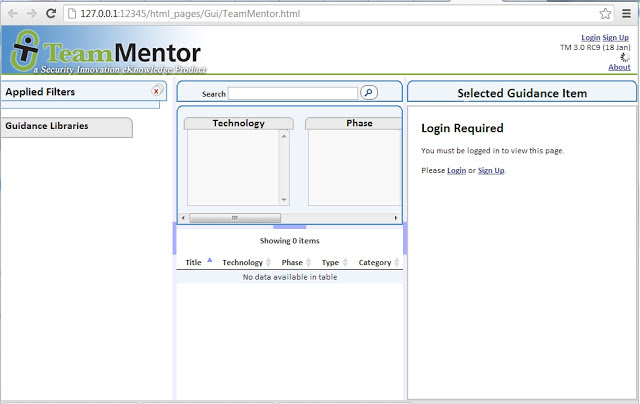 127.0.0.1:12345/html_pages/Gui/TeamMentor.html
TeamMentor
a Security Innovation eKnowledge Product
Login Sign Up
TM 3.0 RC9 (18 Jan)
About
Applied Filters
Guidance Libraries
Search
Technology Phase
Showing 0 items
Title Technology Phase Type Category
No data available in table
Selected Guidance Item
Login Required
You must be logged in to view this page.
Please Login or Sign Up.